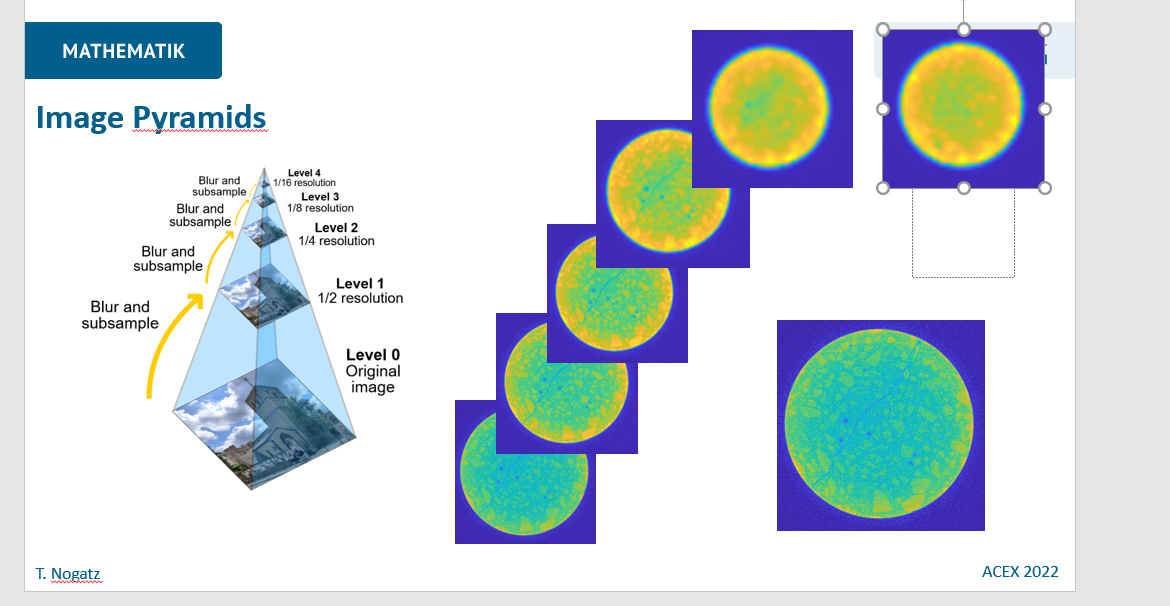 MATHEMATIK
Image Pyramids
Level 4
1/16 resolution
Blur and
subsample
Level 3
1/8 resolution
Blur and
subsample
Level 2
1/4 resolution
Blur and
subsample
Level 1
1/2 resolution
Blur and
subsample
Level 0
Original
image
T. Nogatz
ACEX 2022